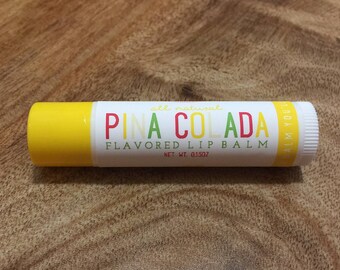 all natural
PINA COLADA
FLAVORED LIP BALM
NET. WT. 0.15OZ